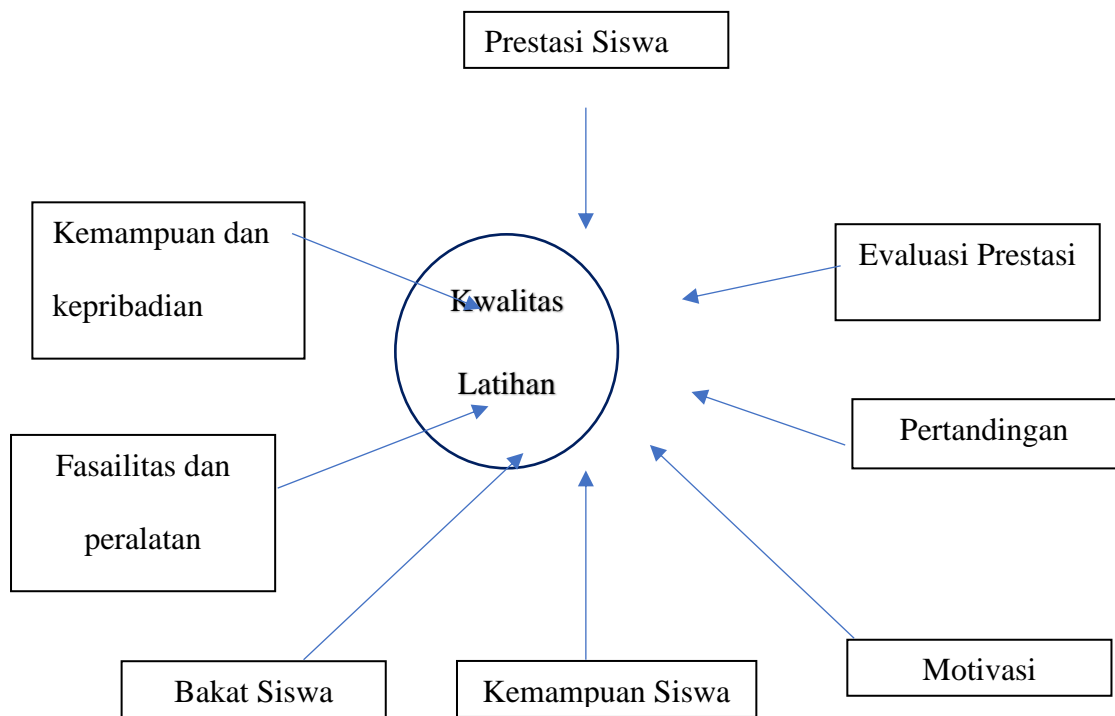 Prestasi Siswa
Kemampuan dan
kepribadian
Evaluasi Prestasi
Kwalitas
Latihan
Pertandingan
Fasailitas dan
peralatan
Motivasi
Bakat Siswa
Kemampuan Siswa